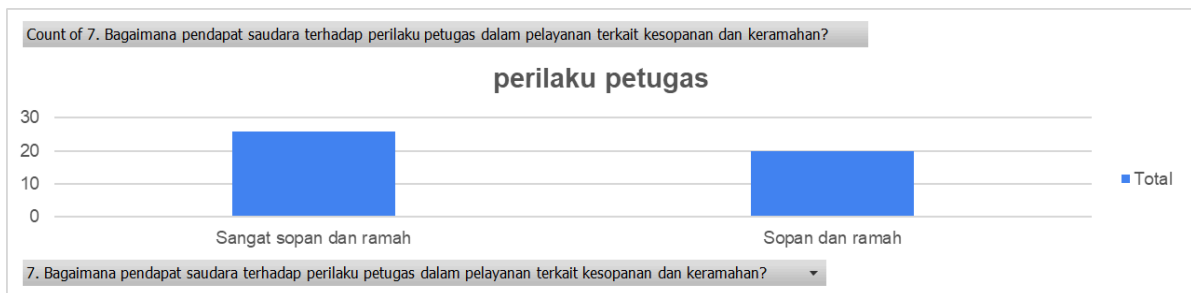 Count of 7. Bagaimana pendapat saudara terhadap perilaku petugas dalam pelayanan terkait kesopanan dan keramahan?
perilaku petugas
30
20
10
0
Total
Sangat sopan dan ramah
Sopan dan ramah
7. Bagaimana pendapat saudara terhadap perilaku petugas dalam pelayanan terkait kesopanan dan keramahan?